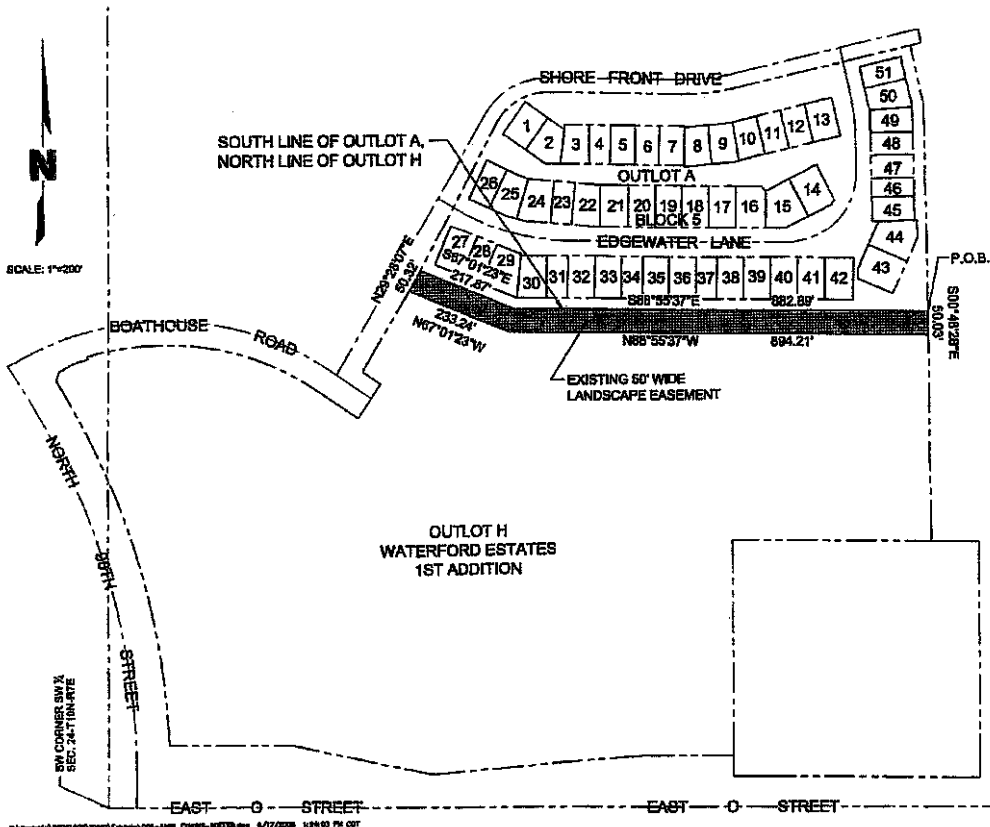 SHORE FRONT DRIVE
SOUTH LINE OF OUTLOT A,
NORTH LINE OF OUTLOT H
N
SCALE: 1"=200'
1 2 3 4 5 6 7 8 9 10 11 12 13
OUTLOT A
26 25 24 23 22 21 20 19 18 17 16 15 14
BLOCK 5
EDGEWATER LANE
51
50
49
48
47
46
45
44
43
27 28 29 30 31 32 33 34 35 36 37 38 39 40 41 42
P.O.B.
N29°28'07"E
50.32'
S67°01'23"E
217.87'
S88°55'37"E 882.89'
S00°46'28"E
50.03'
233.24'
N67°01'23"W
N88°55'37"W 894.21'
BOATHOUSE ROAD
EXISTING 50' WIDE
LANDSCAPE EASEMENT
NORTH 98TH STREET
OUTLOT H
WATERFORD ESTATES
1ST ADDITION
SW CORNER SW ¼
SEC. 24-T10N-R7E
EAST O STREET EAST O STREET